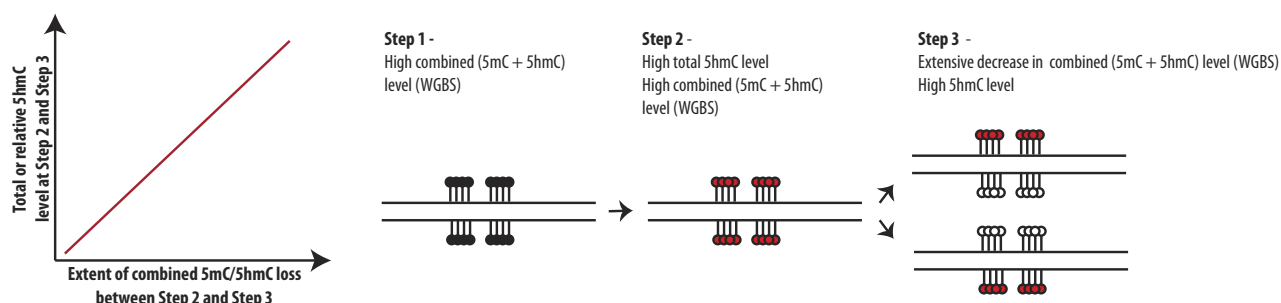 Total or relative 5hmC
level at Step 2 and Step 3
Extent of combined 5mC/5hmC loss
between Step 2 and Step 3
Step 1 -
High combined (5mC + 5hmC)
level (WGBS)
Step 2 -
High total 5hmC level
High combined (5mC + 5hmC)
level (WGBS)
Step 3 -
Extensive decrease in combined (5mC + 5hmC) level (WGBS)
High 5hmC level